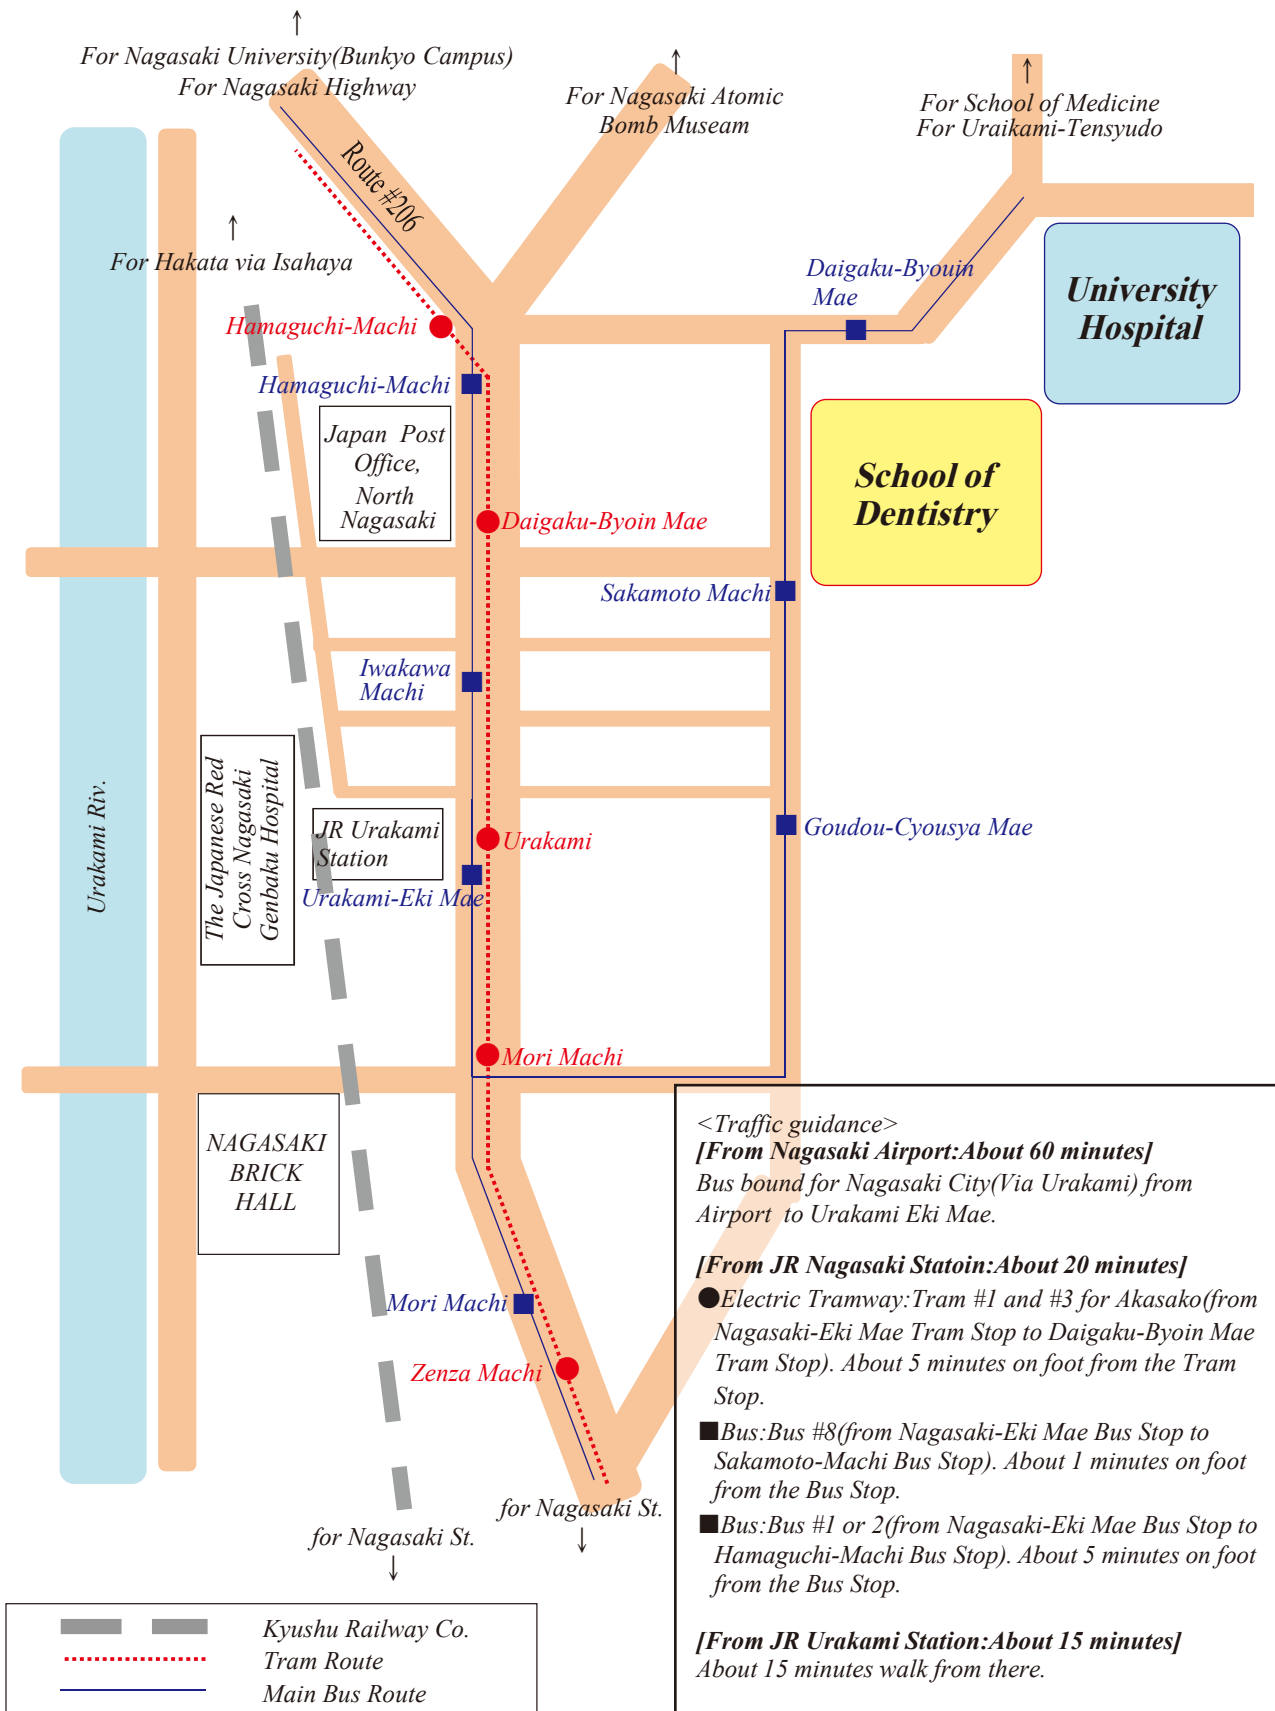 For Nagasaki University(Bunkyo Campus)
For Nagasaki Highway
For Nagasaki Atomic
Bomb Museam
For School of Medicine
For Uraikami-Tensyudo
Route #206
For Hakata via Isahaya
Daigaku-Byouin
Mae
University
Hospital
Hamaguchi-Machi
Hamaguchi-Machi
Japan Post
Office,
North
Nagasaki
School of
Dentistry
Daigaku-Byoin Mae
Sakamoto Machi
Iwakawa
Machi
Urakami Riv.
The Japanese Red
Cross Nagasaki
Genbaku Hospital
JR Urakami
Station
Urakami
Goudou-Cyousya Mae
Urakami-Eki Mae
Mori Machi
NAGASAKI
BRICK
HALL
Mori Machi
Zenza Machi
for Nagasaki St.
for Nagasaki St.
<Traffic guidance>
[From Nagasaki Airport:About 60 minutes]
Bus bound for Nagasaki City(Via Urakami) from
Airport to Urakami Eki Mae.
[From JR Nagasaki Statoin:About 20 minutes]
●Electric Tramway:Tram #1 and #3 for Akasako(from
Nagasaki-Eki Mae Tram Stop to Daigaku-Byoin Mae
Tram Stop). About 5 minutes on foot from the Tram
Stop.
■Bus:Bus #8(from Nagasaki-Eki Mae Bus Stop to
Sakamoto-Machi Bus Stop). About 1 minutes on foot
from the Bus Stop.
■Bus:Bus #1 or 2(from Nagasaki-Eki Mae Bus Stop to
Hamaguchi-Machi Bus Stop). About 5 minutes on foot
from the Bus Stop.
[From JR Urakami Station:About 15 minutes]
About 15 minutes walk from there.
Kyushu Railway Co.
Tram Route
Main Bus Route